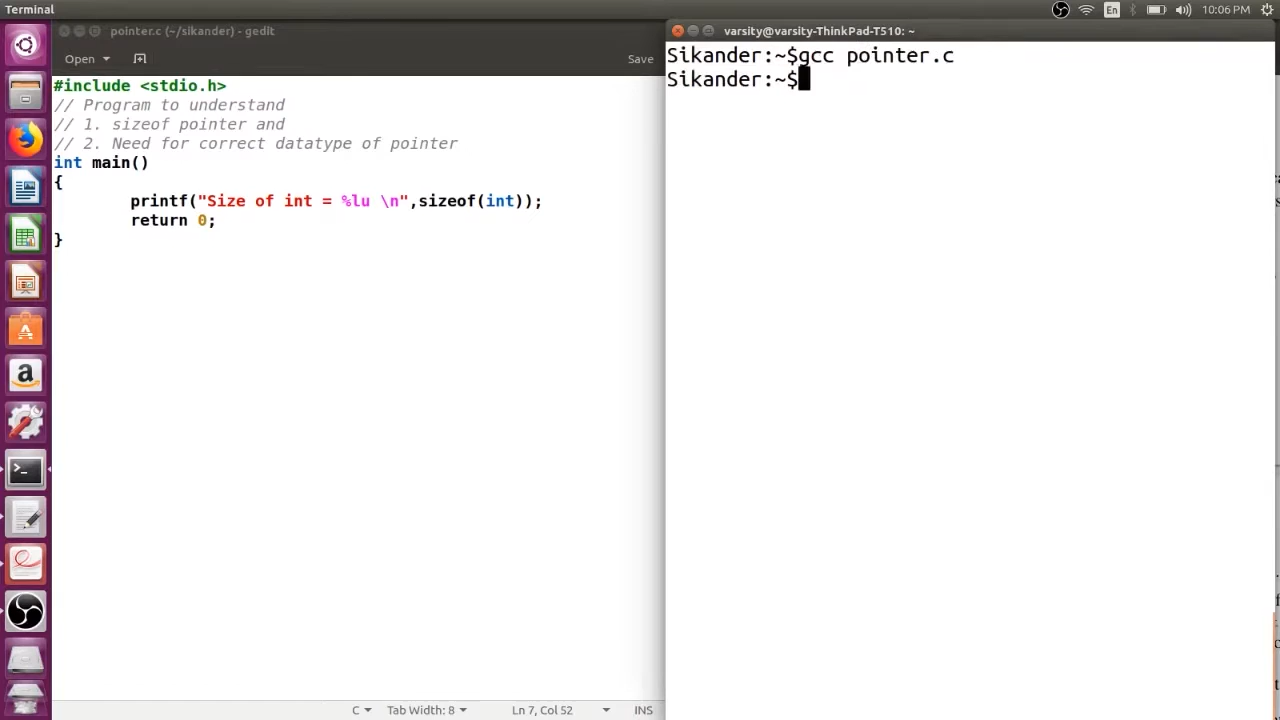 Terminal
En
10:06 PM
pointer.c (~/sikander) - gedit
varsity@varsity-ThinkPad-T510: ~
Open
Save
#include <stdio.h>
// Program to understand
// 1. sizeof pointer and
// 2. Need for correct datatype of pointer
int main()
{
printf("Size of int = %lu \n",sizeof(int));
return 0;
}
Sikander:~$gcc pointer.c
Sikander:~$
C
Tab Width: 8
Ln 7, Col 52
INS